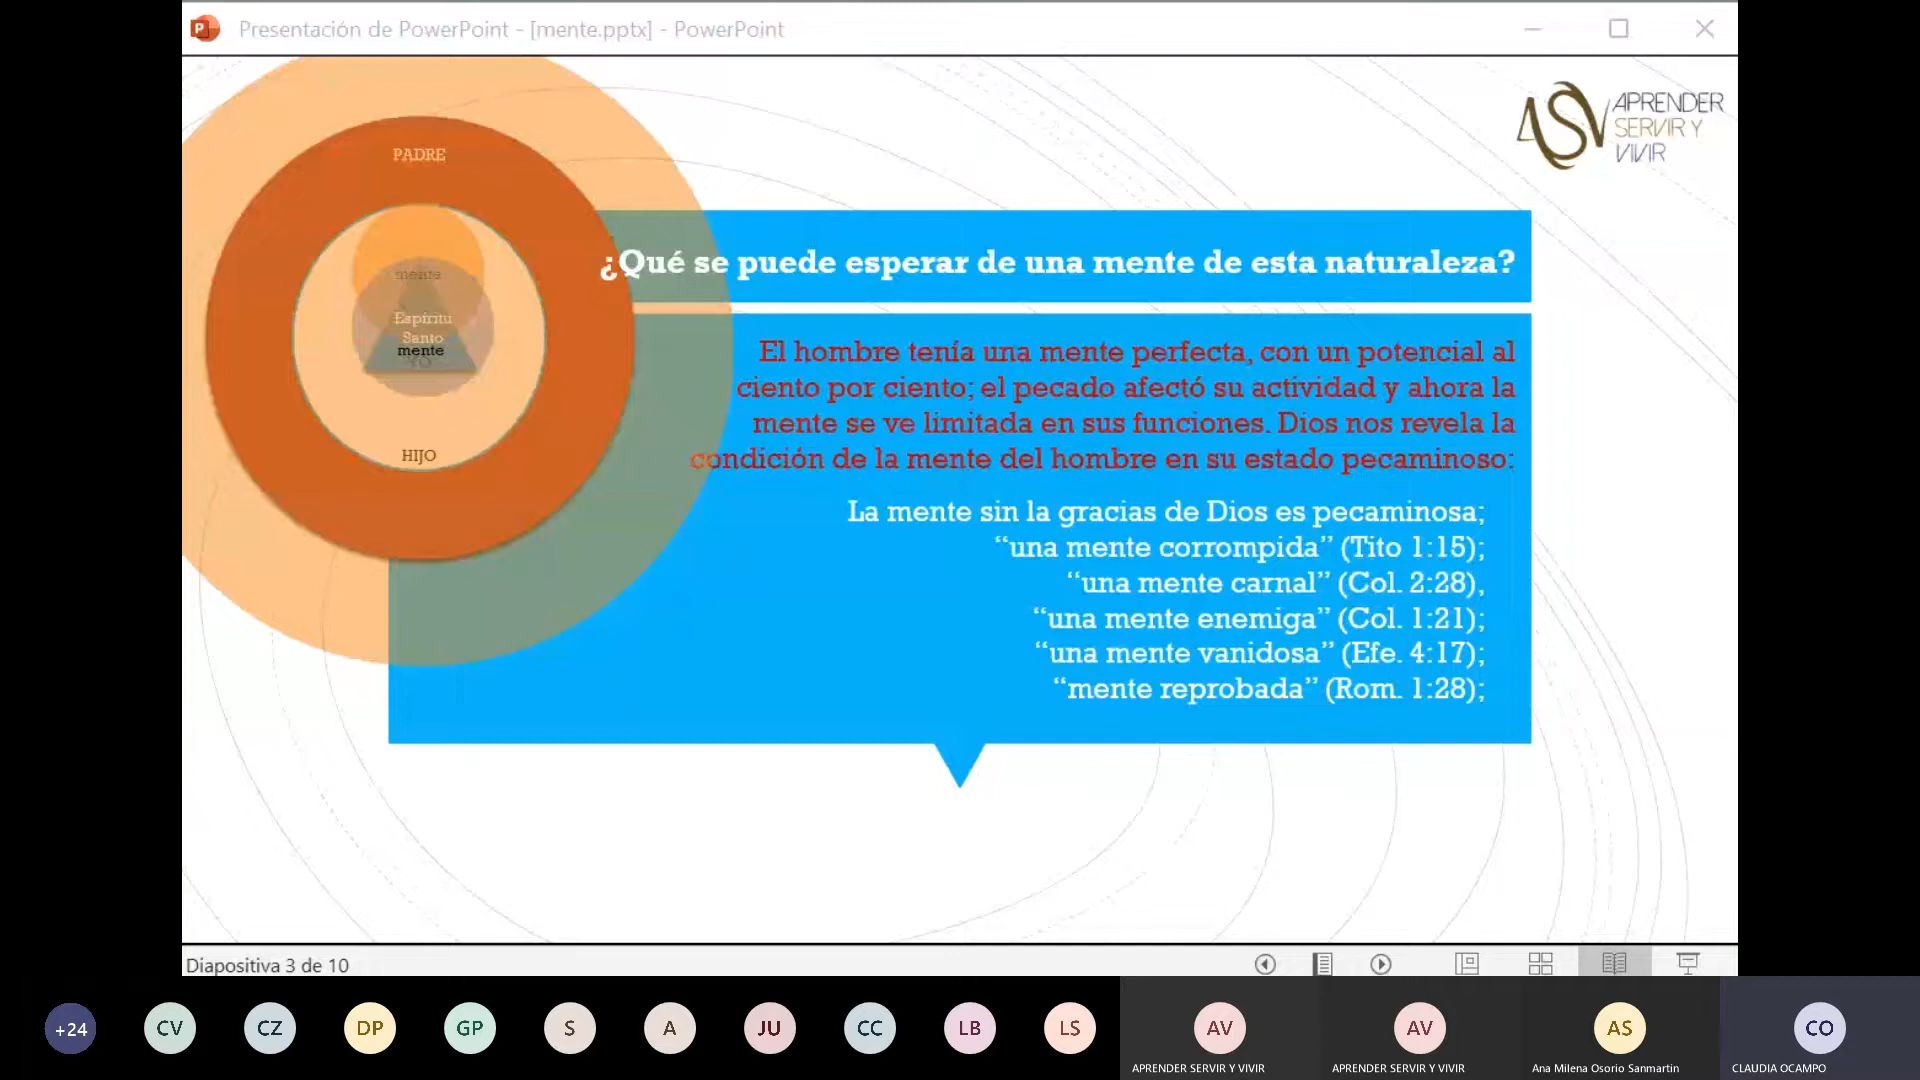 Presentación de PowerPoint - [mente.pptx] - PowerPoint
ASV
APRENDER
SERVIR Y
VIVIR
PADRE
mente
Espíritu
Santo
mente
YO
HIJO
¿Qué se puede esperar de una mente de esta naturaleza?
El hombre tenía una mente perfecta, con un potencial al
ciento por ciento; el pecado afectó su actividad y ahora la
mente se ve limitada en sus funciones. Dios nos revela la
condición de la mente del hombre en su estado pecaminoso:
La mente sin la gracias de Dios es pecaminosa;
“una mente corrompida” (Tito 1:15);
“una mente carnal” (Col. 2:28),
“una mente enemiga” (Col. 1:21);
“una mente vanidosa” (Efe. 4:17);
“mente reprobada” (Rom. 1:28);
Diapositiva 3 de 10
+24 CV CZ DP GP S A JU CC LB LS AV AV AS CO
APRENDER SERVIR Y VIVIR APRENDER SERVIR Y VIVIR Ana Milena Osorio Sanmartin CLAUDIA OCAMPO